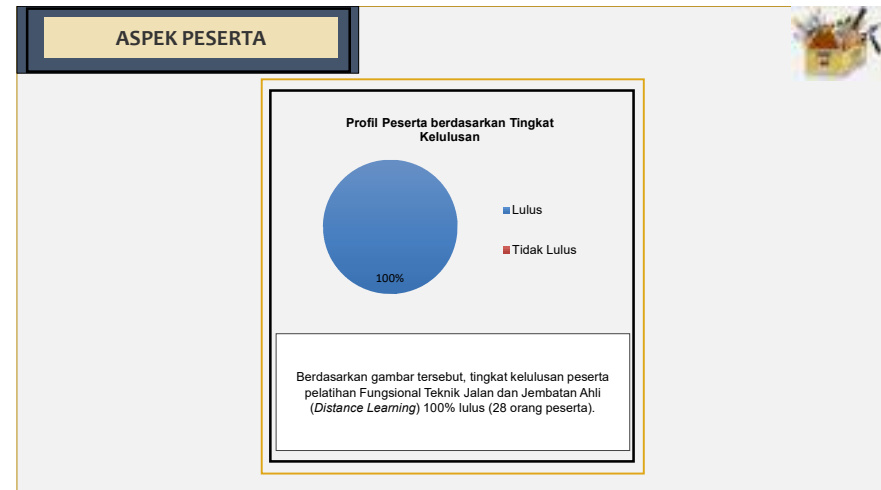 ASPEK PESERTA
Profil Peserta berdasarkan Tingkat
Kelulusan
Lulus
Tidak Lulus
100%
Berdasarkan gambar tersebut, tingkat kelulusan peserta
pelatihan Fungsional Teknik Jalan dan Jembatan Ahli
(Distance Learning) 100% lulus (28 orang peserta).